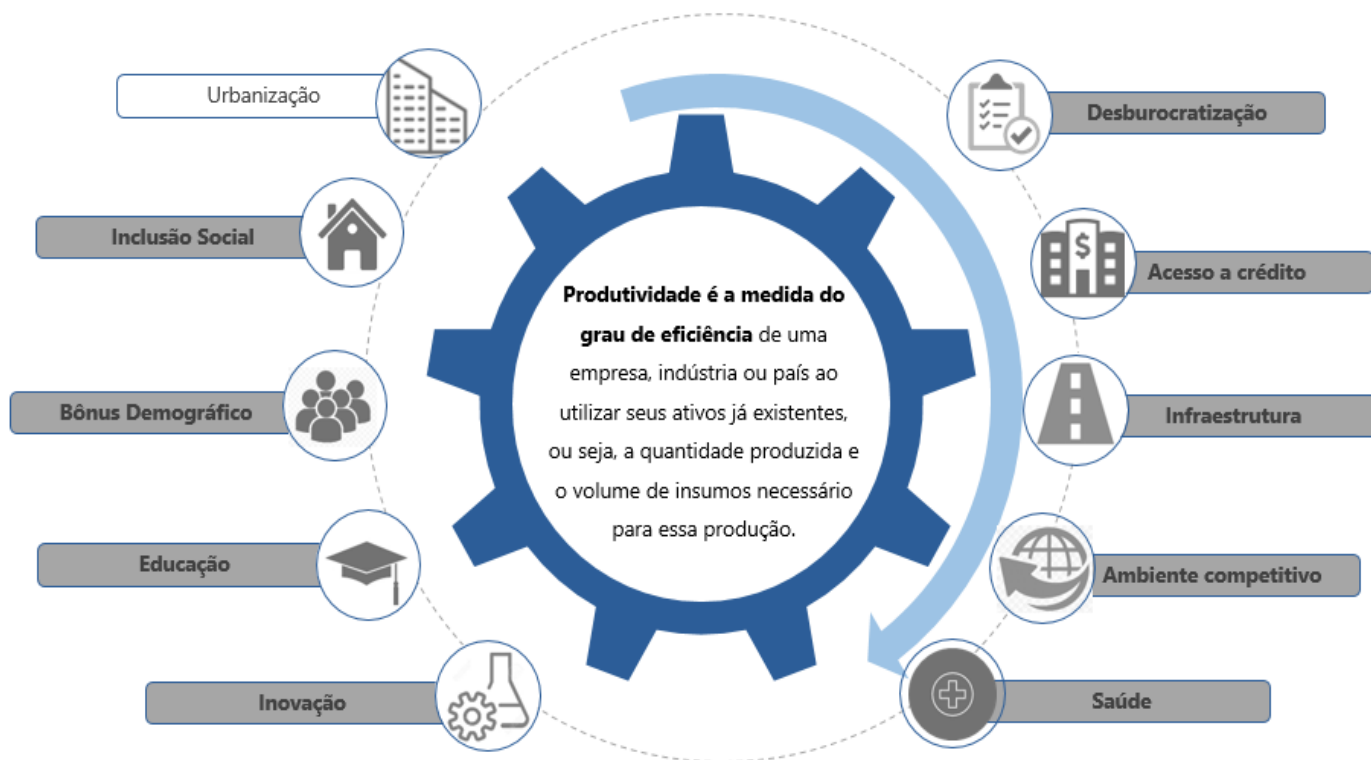 Urbanização
Inclusão Social
Bônus Demográfico
Educação
Inovação
Produtividade é a medida do
grau de eficiência de uma
empresa, indústria ou país ao
utilizar seus ativos já existentes,
ou seja, a quantidade produzida e
o volume de insumos necessário
para essa produção.
Desburocratização
$
Acesso a crédito
Infraestrutura
Ambiente competitivo
Saúde